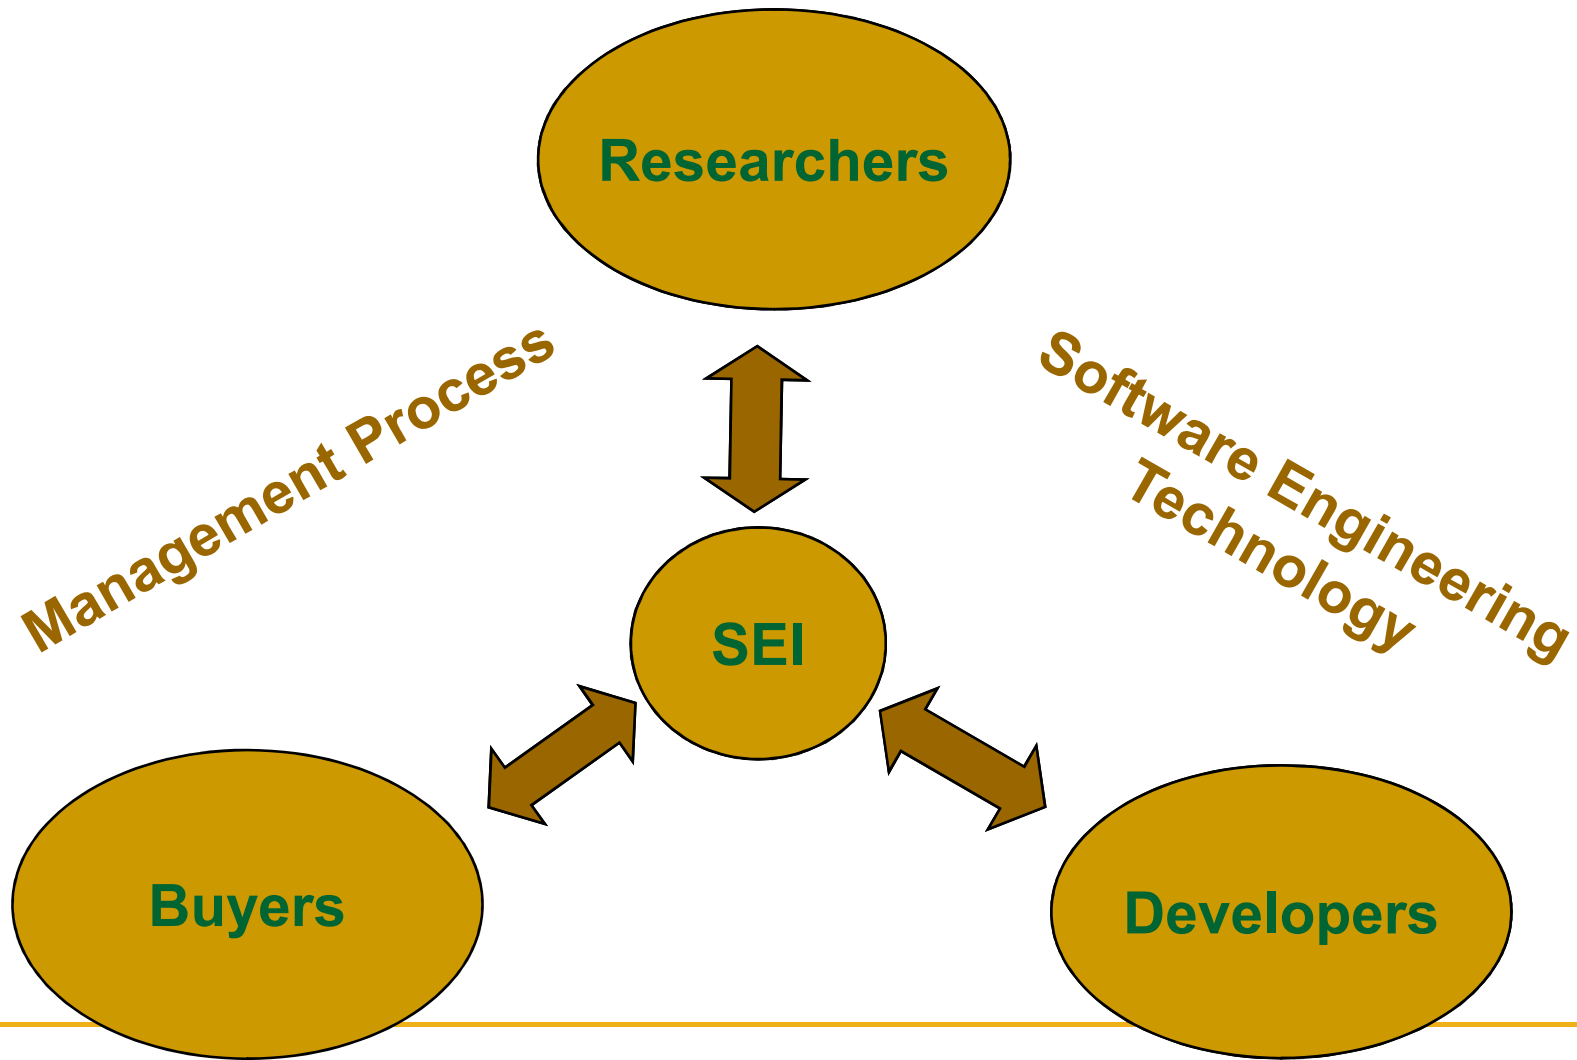 Researchers
Management Process
Software Engineering
Technology
SEI
Buyers
Developers